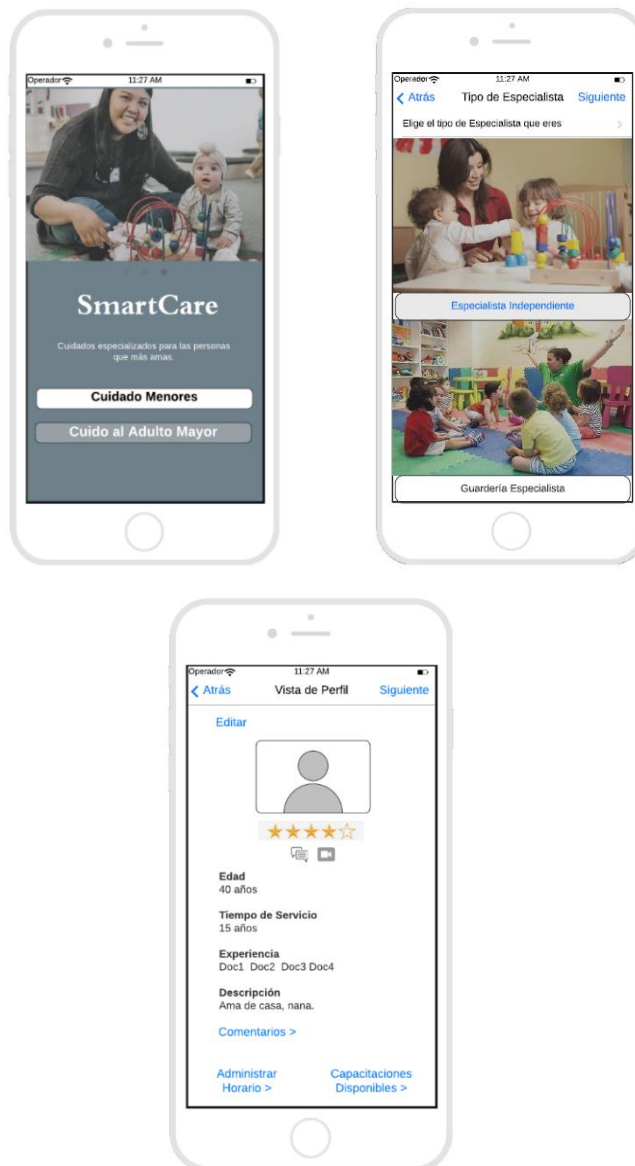 Operador 11:27 AM
SmartCare
Cuidados especializados para las personas
que más amas.
Cuidado Menores
Cuido al Adulto Mayor
Operador 11:27 AM
Atrás Tipo de Especialista Siguiente
Elige el tipo de Especialista que eres
Especialista Independiente
Guardería Especialista
Operador 11:27 AM
Atrás Vista de Perfil Siguiente
Editar
Edad
40 años
Tiempo de Servicio
15 años
Experiencia
Doc1 Doc2 Doc3 Doc4
Descripción
Ama de casa, nana.
Comentarios >
Administrar Capacitaciones
Horario > Disponibles >